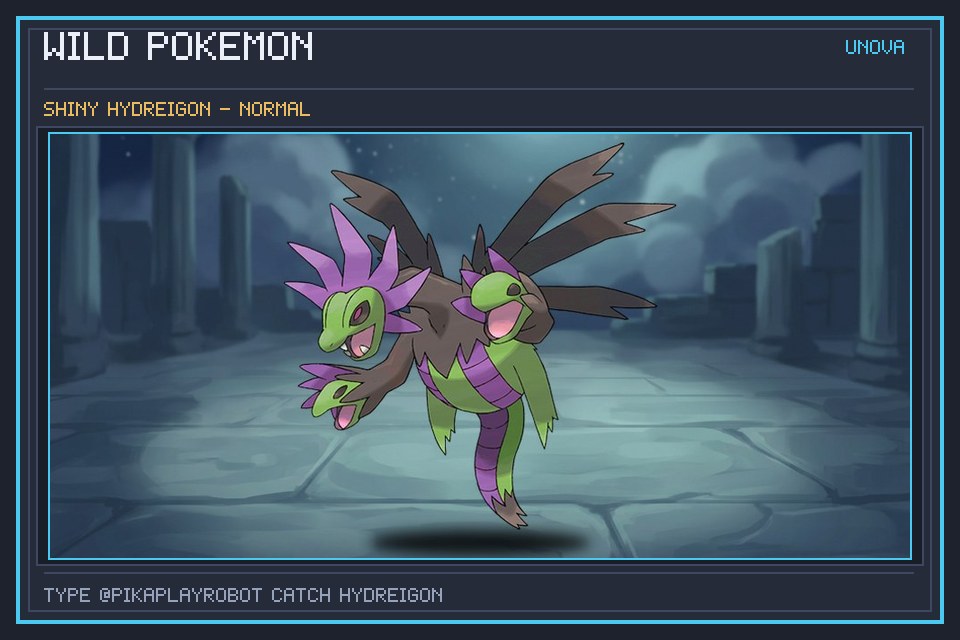 WILD POKEMON
UNOVA
SHINY HYDREIGON - NORMAL
TYPE @PIKAPLAYROBOT CATCH HYDREIGON